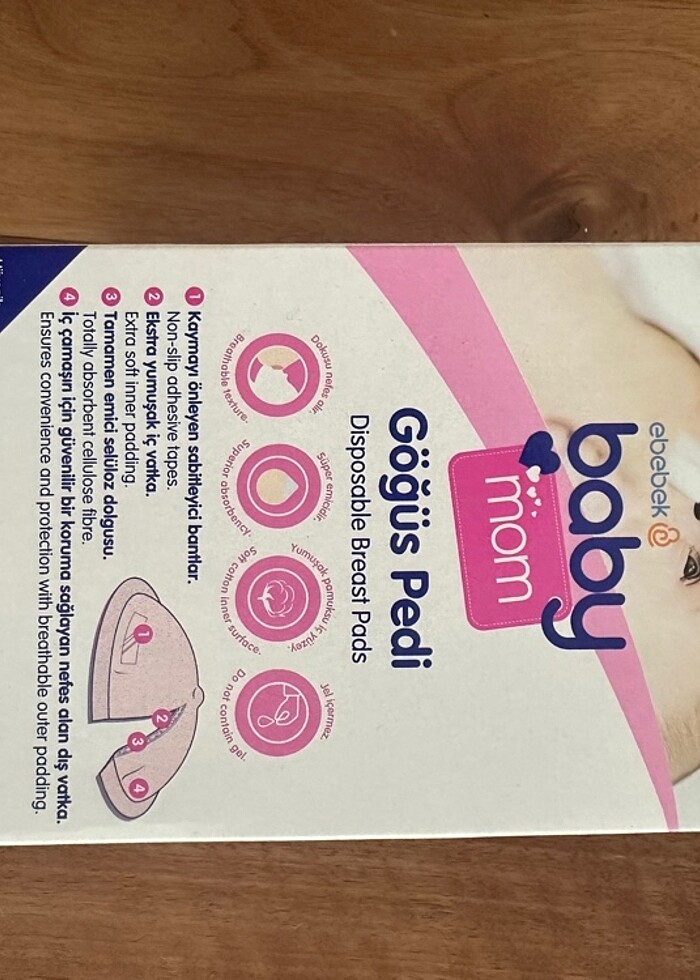 ebebek
baby
mom
Göğüs Pedi
Disposable Breast Pads
Dokusu nefes alır.
Breathable texture.
Süper emicidir.
Superior absorbency.
Yumuşak pamuksu iç yüzey.
Soft cotton inner surface.
Jel içermez.
Do not contain gel.
1 Kaymayı önleyen sabitleyici bantlar.
Non-slip adhesive tapes.
2 Ekstra yumuşak iç vatka.
Extra soft inner padding.
3 Tamamen emici selüloz dolgusu.
Totally absorbent cellulose fibre.
4 İç çamaşırı için güvenilir bir koruma sağlayan nefes alan dış vatka.
Ensures convenience and protection with breathable outer padding.
1
2
3
4